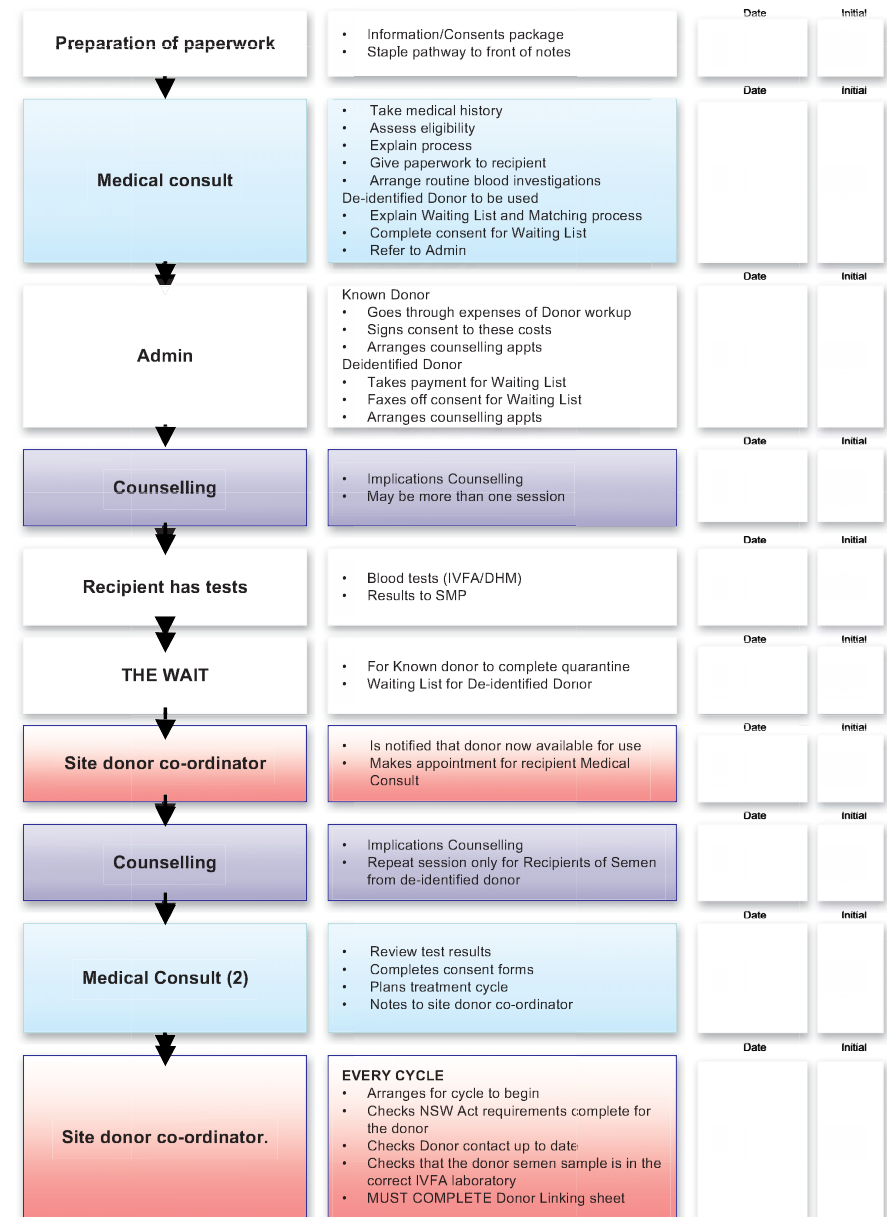 Date Initial
Preparation of paperwork
• Information/Consents package
• Staple pathway to front of notes
Date Initial
Medical consult
• Take medical history
• Assess eligibility
• Explain process
• Give paperwork to recipient
• Arrange routine blood investigations
De-identified Donor to be used
• Explain Waiting List and Matching process
• Complete consent for Waiting List
• Refer to Admin
Date Initial
Admin
Known Donor
• Goes through expenses of Donor workup
• Signs consent to these costs
• Arranges counselling appts
Deidentified Donor
• Takes payment for Waiting List
• Faxes off consent for Waiting List
• Arranges counselling appts
Date Initial
Counselling
• Implications Counselling
• May be more than one session
Date Initial
Recipient has tests
• Blood tests (IVFA/DHM)
• Results to SMP
Date Initial
THE WAIT
• For Known donor to complete quarantine
• Waiting List for De-identified Donor
Date Initial
Site donor co-ordinator
• Is notified that donor now available for use
• Makes appointment for recipient Medical
Consult
Date Initial
Counselling
• Implications Counselling
• Repeat session only for Recipients of Semen
from de-identified donor
Date Initial
Medical Consult (2)
• Review test results
• Completes consent forms
• Plans treatment cycle
• Notes to site donor co-ordinator
Date Initial
Site donor co-ordinator.
EVERY CYCLE
• Arranges for cycle to begin
• Checks NSW Act requirements complete for
the donor
• Checks Donor contact up to date
• Checks that the donor semen sample is in the
correct IVFA laboratory
• MUST COMPLETE Donor Linking sheet